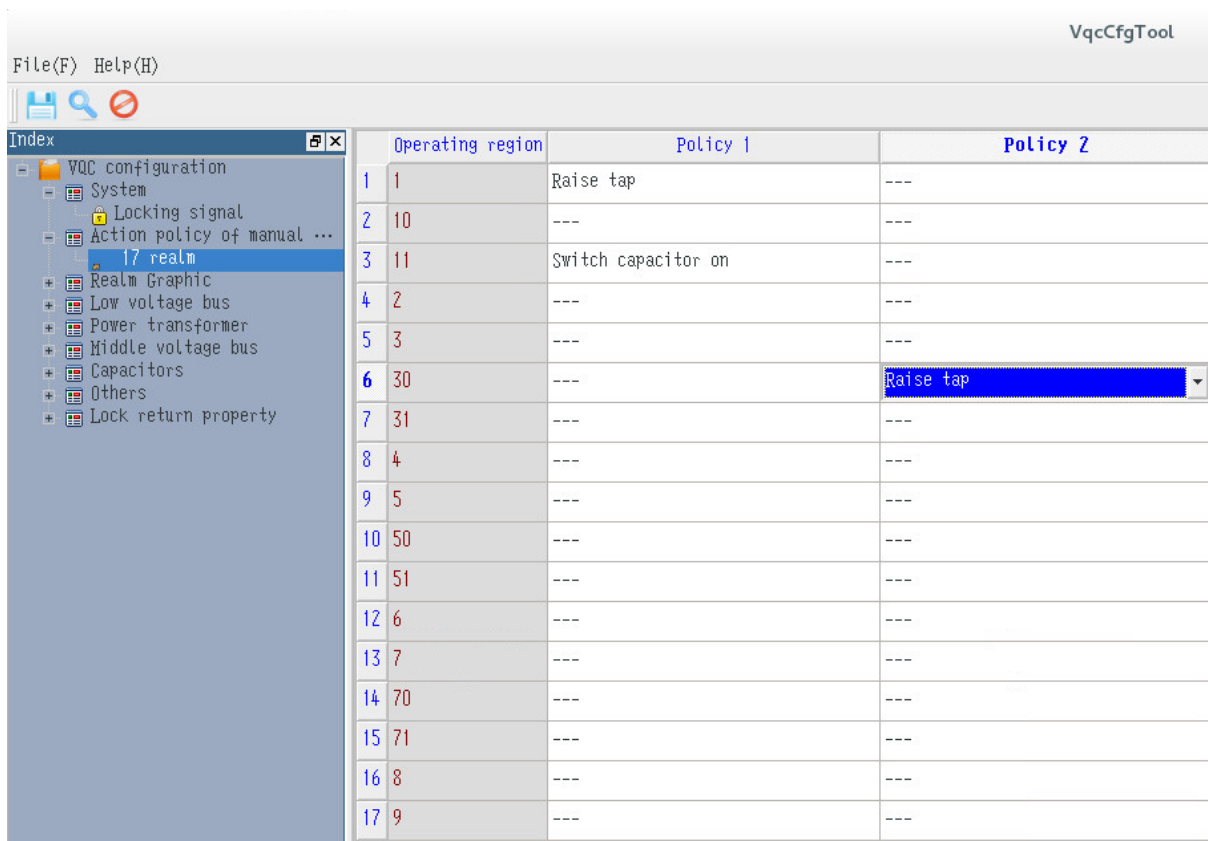 VqcCfgTool
File(F) Help(H)
Index
VQC configuration
System
Locking signal
Action policy of manual ...
17 realm
Realm Graphic
Low voltage bus
Power transformer
Middle voltage bus
Capacitors
Others
Lock return property
Operating region Policy 1 Policy 2
1 1 Raise tap ---
2 10 --- ---
3 11 Switch capacitor on ---
4 2 --- ---
5 3 --- ---
6 30 --- Raise tap
7 31 --- ---
8 4 --- ---
9 5 --- ---
10 50 --- ---
11 51 --- ---
12 6 --- ---
13 7 --- ---
14 70 --- ---
15 71 --- ---
16 8 --- ---
17 9 --- ---